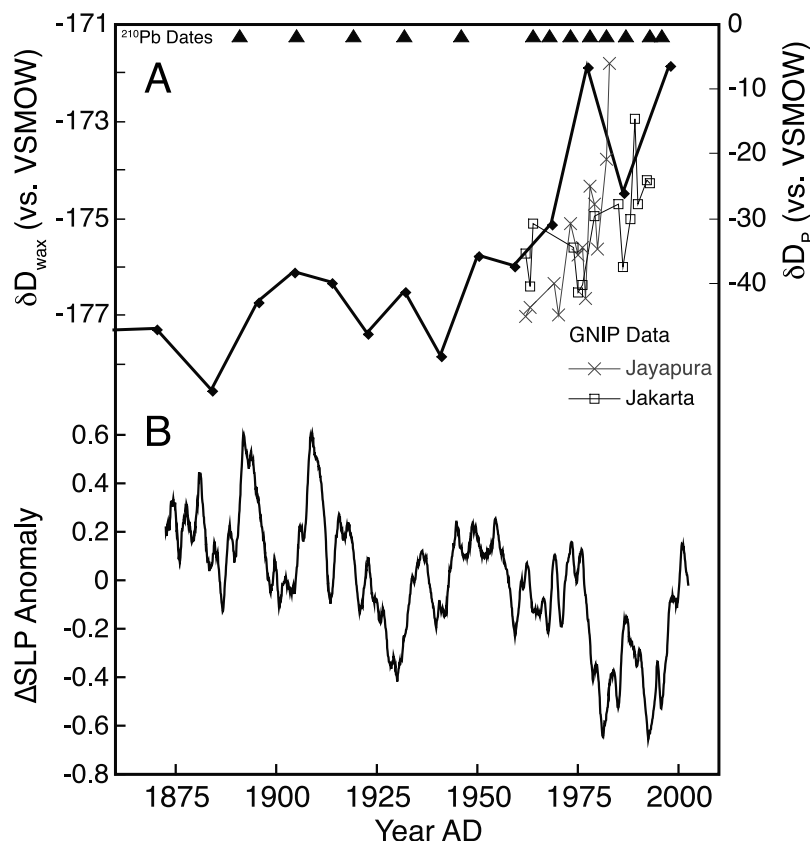 -171
-173
-175
-177
δD_wax (vs. VSMOW)
²¹⁰Pb Dates
A
0
-10
-20
-30
-40
δD_P (vs. VSMOW)
GNIP Data
Jayapura
Jakarta
B
0.6
0.4
0.2
0
-0.2
-0.4
-0.6
-0.8
ΔSLP Anomaly
1875 1900 1925 1950 1975 2000
Year AD